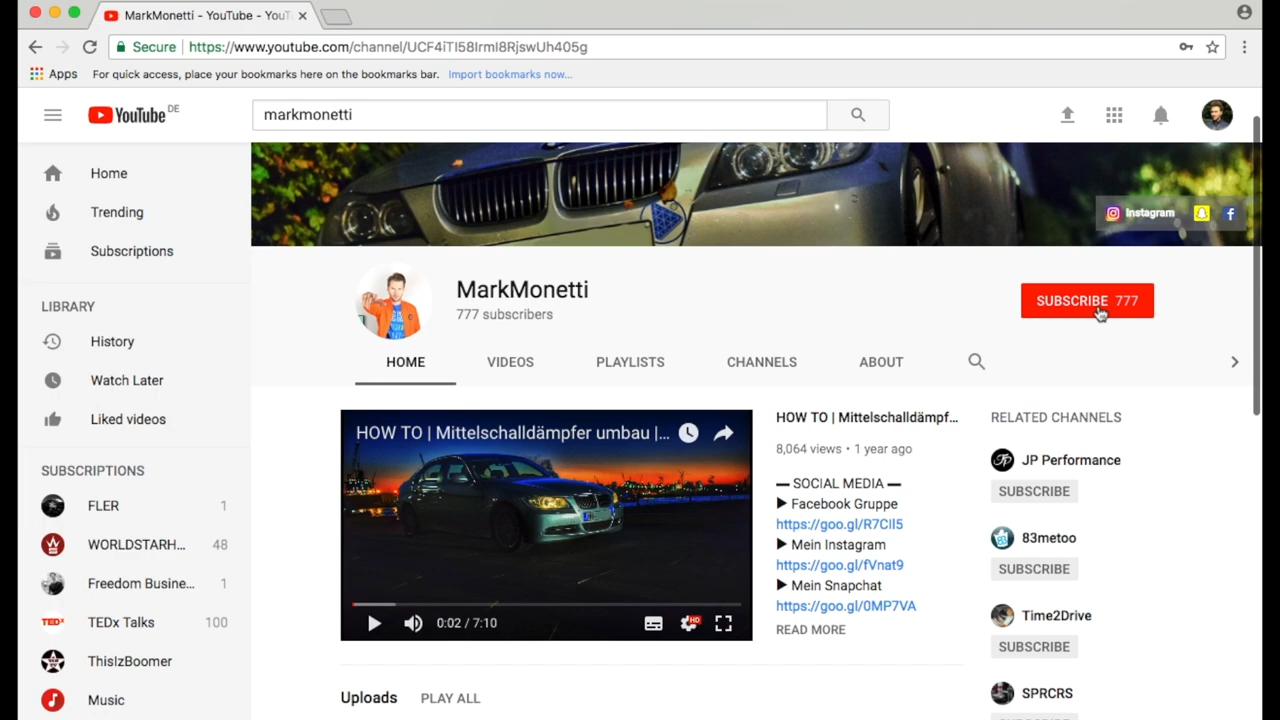 MarkMonetti - YouTube - YouT
Secure
https://www.youtube.com/channel/UCF4iTI58IrmI8RjswUh405g
Apps
For quick access, place your bookmarks here on the bookmarks bar. Import bookmarks now...
YouTube DE
markmonetti
Home
Trending
Subscriptions
LIBRARY
History
Watch Later
Liked videos
SUBSCRIPTIONS
FLER 1
WORLDSTARH... 48
Freedom Busine... 1
TEDx Talks 100
ThisIzBoomer
Music
Instagram
MarkMonetti
777 subscribers
SUBSCRIBE 777
HOME VIDEOS PLAYLISTS CHANNELS ABOUT
HOW TO | Mittelschalldämpfer umbau |...
0:02 / 7:10
HD
HOW TO | Mittelschalldämpf...
8,064 views • 1 year ago
▬ SOCIAL MEDIA ▬
▶ Facebook Gruppe
https://goo.gl/R7CIl5
▶ Mein Instagram
https://goo.gl/fVnat9
▶ Mein Snapchat
https://goo.gl/0MP7VA
READ MORE
RELATED CHANNELS
JP Performance
SUBSCRIBE
83metoo
SUBSCRIBE
Time2Drive
SUBSCRIBE
SPRCRS
Uploads PLAY ALL